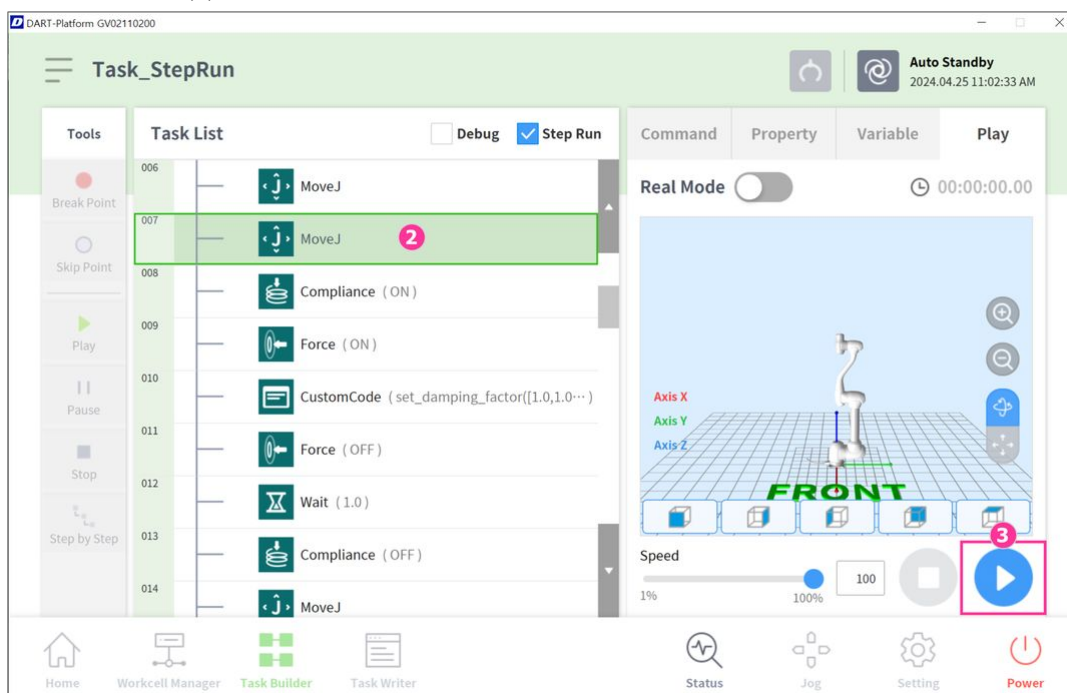 DART-Platform GV02110200
Task_StepRun
Auto Standby
2024.04.25 11:02:33 AM
Tools
Task List
Debug
Step Run
Command
Property
Variable
Play
Break Point
Skip Point
Play
Pause
Stop
Step by Step
006
MoveJ
007
MoveJ
2
008
Compliance (ON)
009
Force (ON)
010
CustomCode (set_damping_factor([1.0,1.0⋯)
011
Force (OFF)
012
Wait (1.0)
013
Compliance (OFF)
014
MoveJ
Real Mode
00:00:00.00
Axis X
Axis Y
Axis Z
FRONT
3
Speed
1%
100%
100
Home
Workcell Manager
Task Builder
Task Writer
Status
Jog
Setting
Power